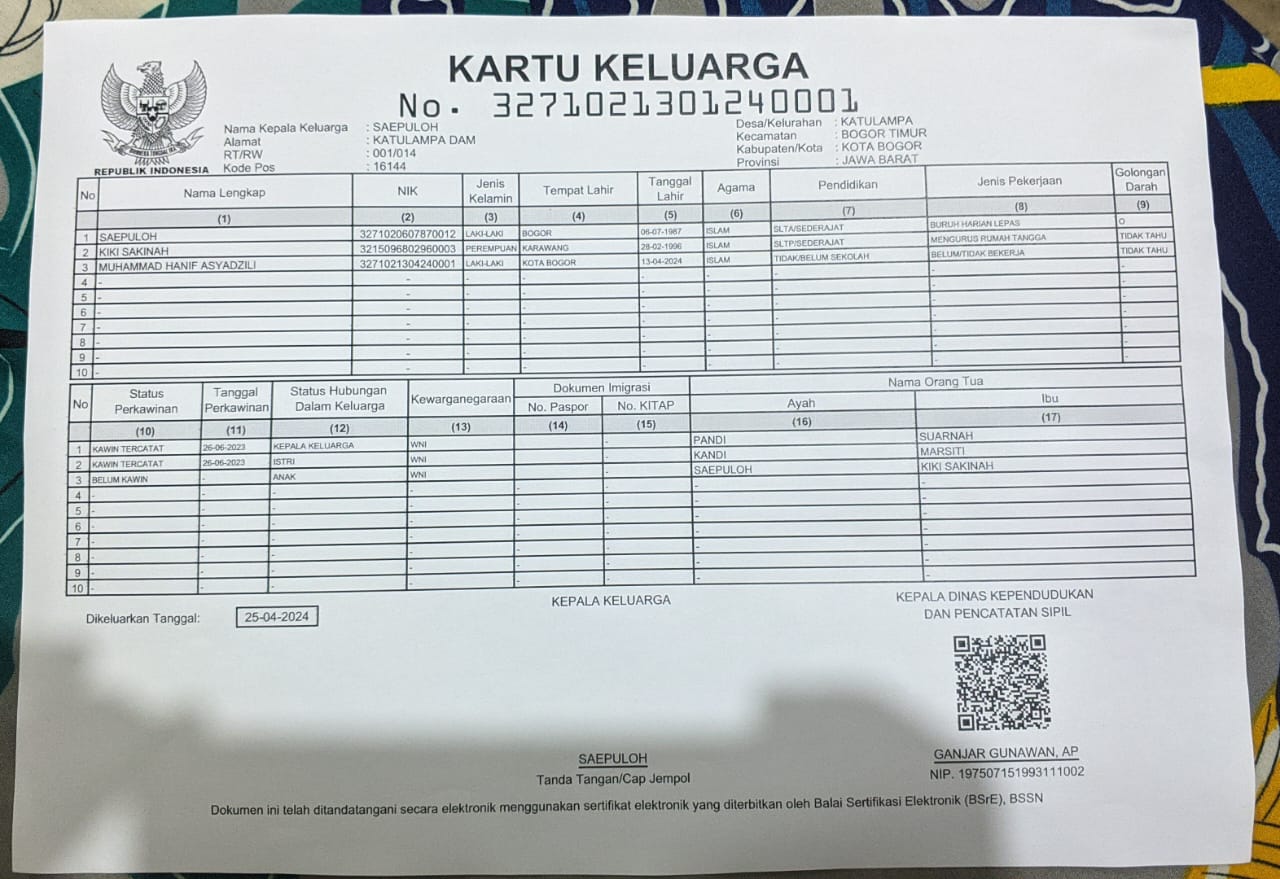 KARTU KELUARGA
No. 3271021301240001
REPUBLIK INDONESIA
Nama Kepala Keluarga : SAEPULOH
Alamat : KATULAMPA DAM
RT/RW : 001/014
Kode Pos : 16144
Desa/Kelurahan : KATULAMPA
Kecamatan : BOGOR TIMUR
Kabupaten/Kota : KOTA BOGOR
Provinsi : JAWA BARAT
No Nama Lengkap NIK Jenis Kelamin Tempat Lahir Tanggal Lahir Agama Pendidikan Jenis Pekerjaan Golongan Darah
(1) (2) (3) (4) (5) (6) (7) (8) (9)
1 SAEPULOH 3271020607870012 LAKI-LAKI BOGOR 06-07-1987 ISLAM SLTA/SEDERAJAT BURUH HARIAN LEPAS O
2 KIKI SAKINAH 3215096802960003 PEREMPUAN KARAWANG 28-02-1996 ISLAM SLTP/SEDERAJAT MENGURUS RUMAH TANGGA TIDAK TAHU
3 MUHAMMAD HANIF ASYADZILI 3271021304240001 LAKI-LAKI KOTA BOGOR 13-04-2024 ISLAM TIDAK/BELUM SEKOLAH BELUM/TIDAK BEKERJA TIDAK TAHU
4 - - - - - - - - -
5 - - - - - - - - -
6 - - - - - - - - -
7 - - - - - - - - -
8 - - - - - - - - -
9 - - - - - - - - -
10 - - - - - - - - -
No Status Perkawinan Tanggal Perkawinan Status Hubungan Dalam Keluarga Kewarganegaraan Dokumen Imigrasi Nama Orang Tua
No. Paspor No. KITAP Ayah Ibu
(10) (11) (12) (13) (14) (15) (16) (17)
1 KAWIN TERCATAT 26-06-2023 KEPALA KELUARGA WNI - PANDI SUARNAH
2 KAWIN TERCATAT 26-06-2023 ISTRI WNI - KANDI MARSITI
3 BELUM KAWIN - ANAK WNI - SAEPULOH KIKI SAKINAH
4 - - - - - - - -
5 - - - - - - - -
6 - - - - - - - -
7 - - - - - - - -
8 - - - - - - - -
9 - - - - - - - -
10 - - - - - - - -
Dikeluarkan Tanggal: 25-04-2024
KEPALA KELUARGA
SAEPULOH
Tanda Tangan/Cap Jempol
KEPALA DINAS KEPENDUDUKAN
DAN PENCATATAN SIPIL
GANJAR GUNAWAN, AP
NIP. 197507151993111002
Dokumen ini telah ditandatangani secara elektronik menggunakan sertifikat elektronik yang diterbitkan oleh Balai Sertifikasi Elektronik (BSrE), BSSN